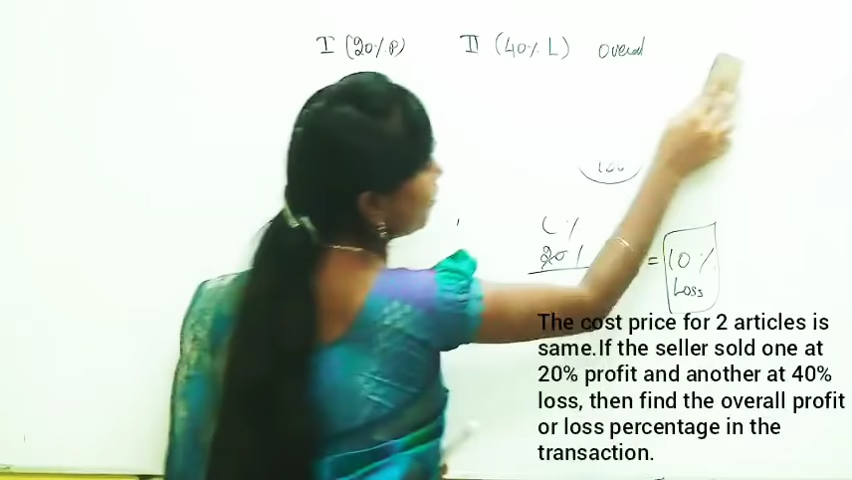 I (20% P) II (40% L) Overall
100
L%
20
= 10%
Loss
The cost price for 2 articles is
same.If the seller sold one at
20% profit and another at 40%
loss, then find the overall profit
or loss percentage in the
transaction.